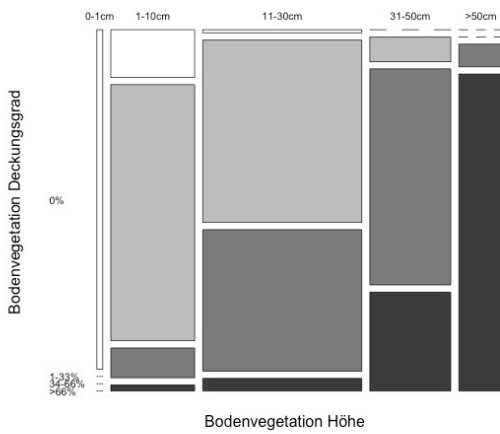 0-1cm 1-10cm 11-30cm 31-50cm >50cm
Bodenvegetation Deckungsgrad
0%
1-33%
34-66%
>66%
Bodenvegetation Höhe